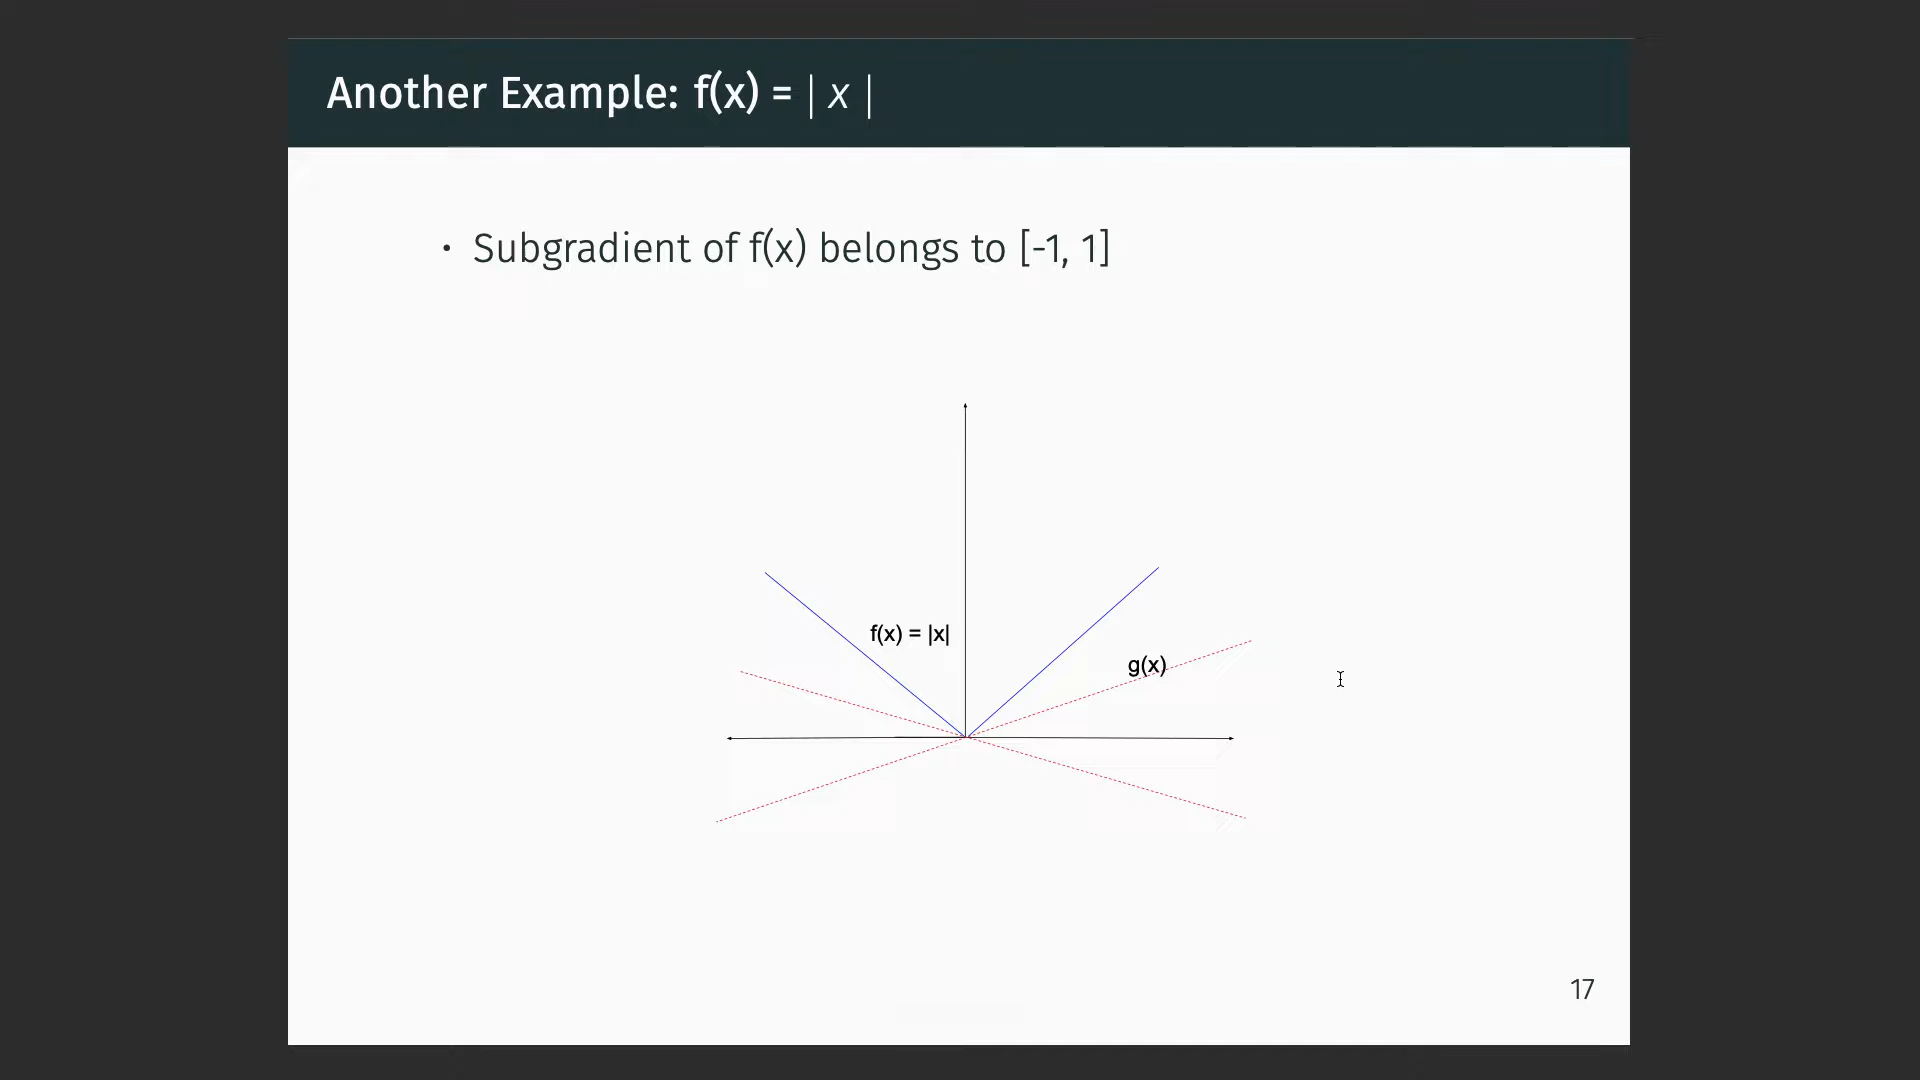 Another Example: f(x) = | x |
• Subgradient of f(x) belongs to [-1, 1]
f(x) = |x|
g(x)
17